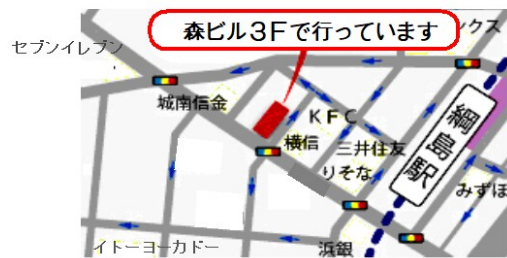 森ビル３Fで行っています
ンクス
セブンイレブン
城南信金
KFC
綱島駅
横信
三井住友
りそな
みずほ
イトーヨーカドー
浜銀